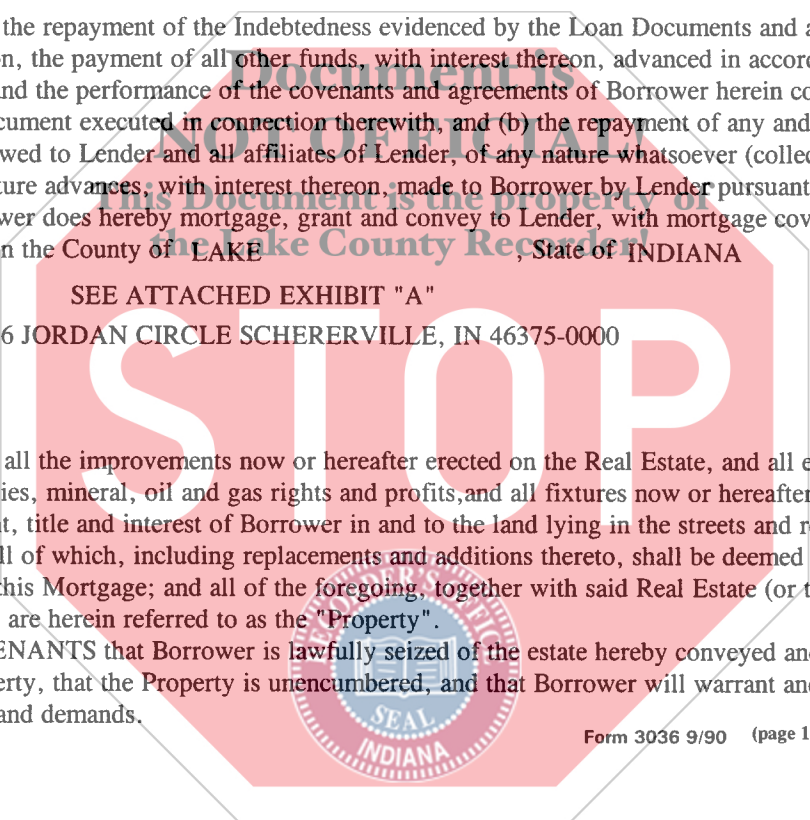 the repayment of the Indebtedness evidenced by the Loan Documents and a
n, the payment of all other funds, with interest thereon, advanced in accor
nd the performance of the covenants and agreements of Borrower herein co
cument executed in connection therewith, and (b) the repayment of any and
wed to Lender and all affiliates of Lender, of any nature whatsoever (collec
ture advances, with interest thereon, made to Borrower by Lender pursuant
wer does hereby mortgage, grant and convey to Lender, with mortgage cov
n the County of LAKE , State of INDIANA
Document is
NOT OFFICIAL!
This Document is the property of
the Lake County Recorder!
SEE ATTACHED EXHIBIT "A"
6 JORDAN CIRCLE SCHERERVILLE, IN 46375-0000
STOP
all the improvements now or hereafter erected on the Real Estate, and all e
ies, mineral, oil and gas rights and profits,and all fixtures now or hereafter
t, title and interest of Borrower in and to the land lying in the streets and r
ll of which, including replacements and additions thereto, shall be deemed
this Mortgage; and all of the foregoing, together with said Real Estate (or t
are herein referred to as the "Property".
ENANTS that Borrower is lawfully seized of the estate hereby conveyed an
erty, that the Property is unencumbered, and that Borrower will warrant an
and demands.
RECORDER'S OFFICE
SEAL
INDIANA
Form 3036 9/90 (page 1